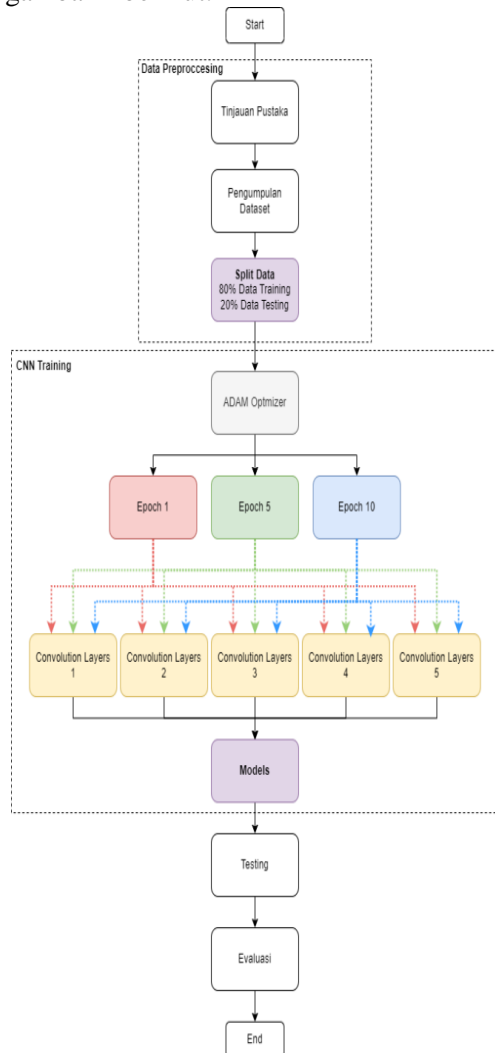 Start
Data Preproccesing
Tinjauan Pustaka
Pengumpulan
Dataset
Split Data
80% Data Training
20% Data Testing
CNN Training
ADAM Optmizer
Epoch 1
Epoch 5
Epoch 10
Convolution Layers
1
Convolution Layers
2
Convolution Layers
3
Convolution Layers
4
Convolution Layers
5
Models
Testing
Evaluasi
End